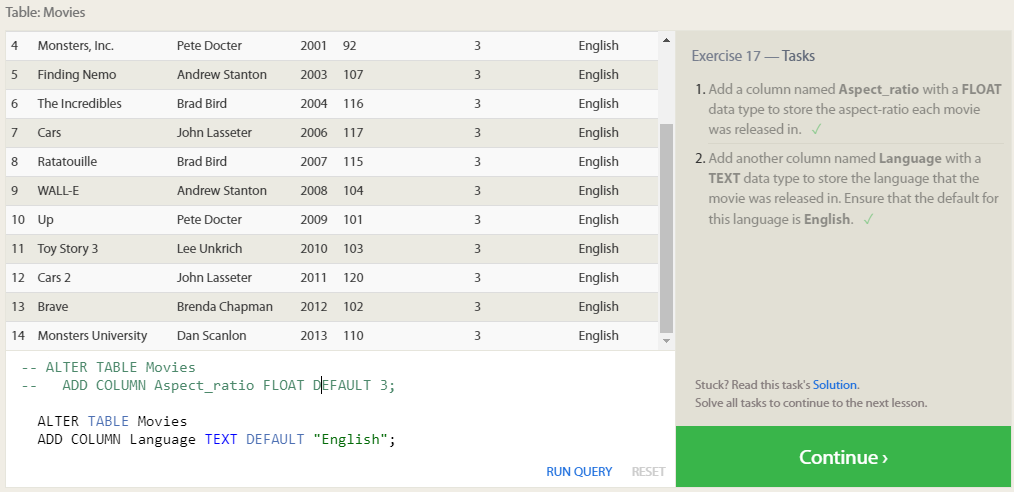 Table: Movies
4 Monsters, Inc. Pete Docter 2001 92 3 English
5 Finding Nemo Andrew Stanton 2003 107 3 English
6 The Incredibles Brad Bird 2004 116 3 English
7 Cars John Lasseter 2006 117 3 English
8 Ratatouille Brad Bird 2007 115 3 English
9 WALL-E Andrew Stanton 2008 104 3 English
10 Up Pete Docter 2009 101 3 English
11 Toy Story 3 Lee Unkrich 2010 103 3 English
12 Cars 2 John Lasseter 2011 120 3 English
13 Brave Brenda Chapman 2012 102 3 English
14 Monsters University Dan Scanlon 2013 110 3 English
-- ALTER TABLE Movies
--   ADD COLUMN Aspect_ratio FLOAT DEFAULT 3;
ALTER TABLE Movies
ADD COLUMN Language TEXT DEFAULT "English";
RUN QUERY RESET
Exercise 17 — Tasks
1. Add a column named Aspect_ratio with a FLOAT
data type to store the aspect-ratio each movie
was released in. ✓
2. Add another column named Language with a
TEXT data type to store the language that the
movie was released in. Ensure that the default for
this language is English. ✓
Stuck? Read this task's Solution.
Solve all tasks to continue to the next lesson.
Continue ›